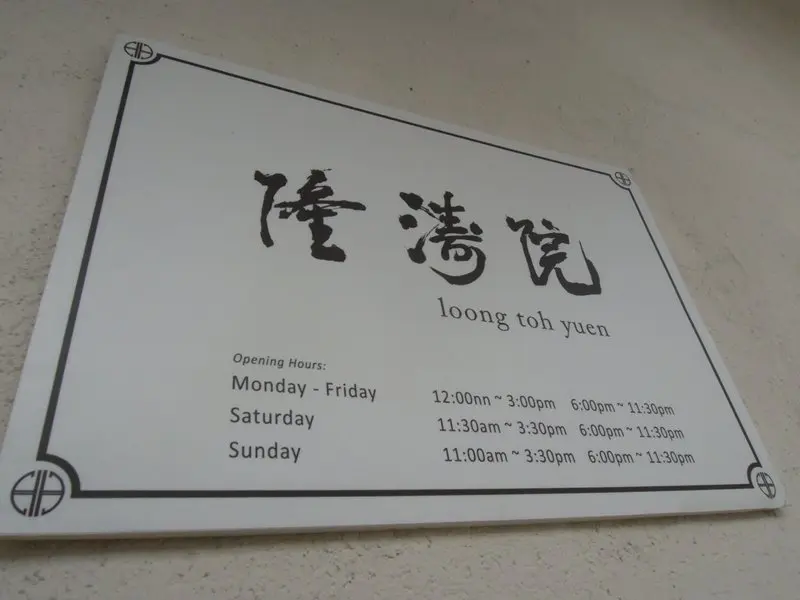 隆濤院
loong toh yuen
Opening Hours:
Monday - Friday 12:00nn ~ 3:00pm 6:00pm ~ 11:30pm
Saturday 11:30am ~ 3:30pm 6:00pm ~ 11:30pm
Sunday 11:00am ~ 3:30pm 6:00pm ~ 11:30pm